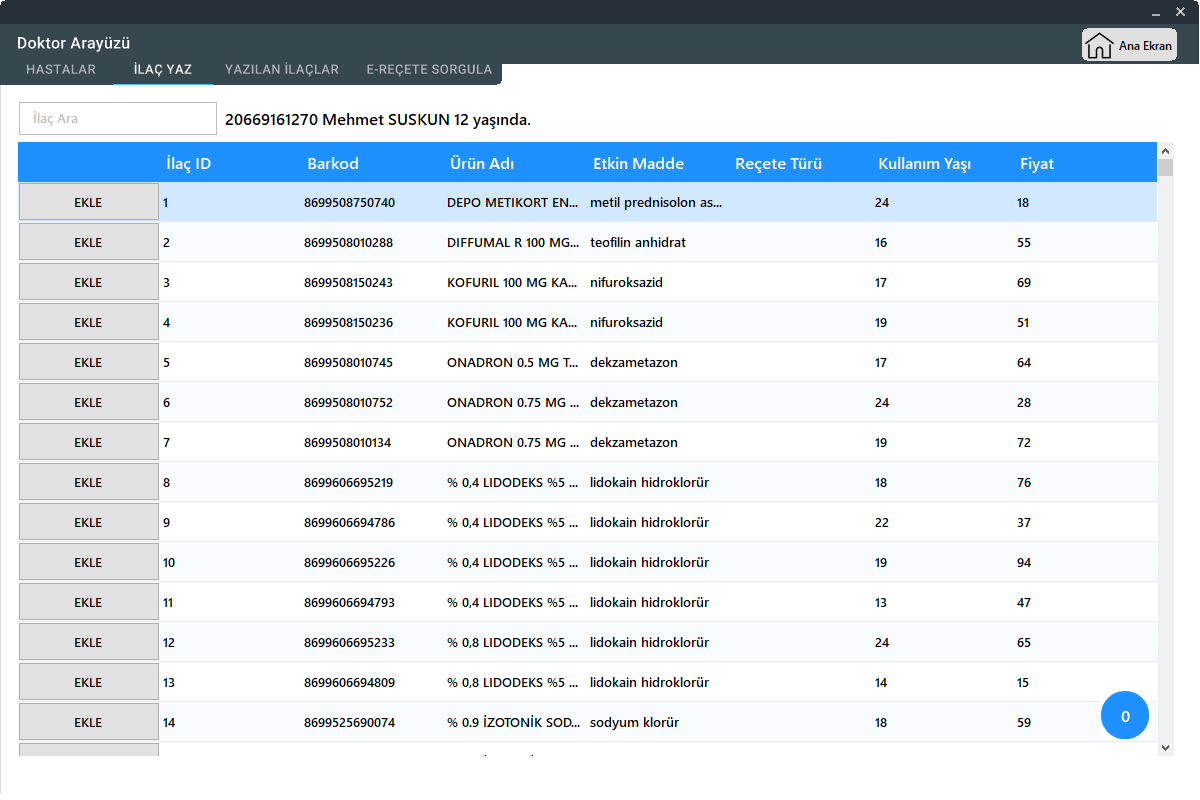 Doktor Arayüzü
Ana Ekran
HASTALAR İLAÇ YAZ YAZILAN İLAÇLAR E-REÇETE SORGULA
İlaç Ara
20669161270 Mehmet SUSKUN 12 yaşında.
İlaç ID Barkod Ürün Adı Etkin Madde Reçete Türü Kullanım Yaşı Fiyat
EKLE 1 8699508750740 DEPO METIKORT EN... metil prednisolon as... 24 18
EKLE 2 8699508010288 DIFFUMAL R 100 MG... teofilin anhidrat 16 55
EKLE 3 8699508150243 KOFURIL 100 MG KA... nifuroksazid 17 69
EKLE 4 8699508150236 KOFURIL 100 MG KA... nifuroksazid 19 51
EKLE 5 8699508010745 ONADRON 0.5 MG T... dekzametazon 17 64
EKLE 6 8699508010752 ONADRON 0.75 MG ... dekzametazon 24 28
EKLE 7 8699508010134 ONADRON 0.75 MG ... dekzametazon 19 72
EKLE 8 8699606695219 % 0,4 LIDODEKS %5 ... lidokain hidroklorür 18 76
EKLE 9 8699606694786 % 0,4 LIDODEKS %5 ... lidokain hidroklorür 22 37
EKLE 10 8699606695226 % 0,4 LIDODEKS %5 ... lidokain hidroklorür 19 94
EKLE 11 8699606694793 % 0,4 LIDODEKS %5 ... lidokain hidroklorür 13 47
EKLE 12 8699606695233 % 0,8 LIDODEKS %5 ... lidokain hidroklorür 24 65
EKLE 13 8699606694809 % 0,8 LIDODEKS %5 ... lidokain hidroklorür 14 15
EKLE 14 8699525690074 % 0.9 İZOTONİK SOD... sodyum klorür 18 59
0